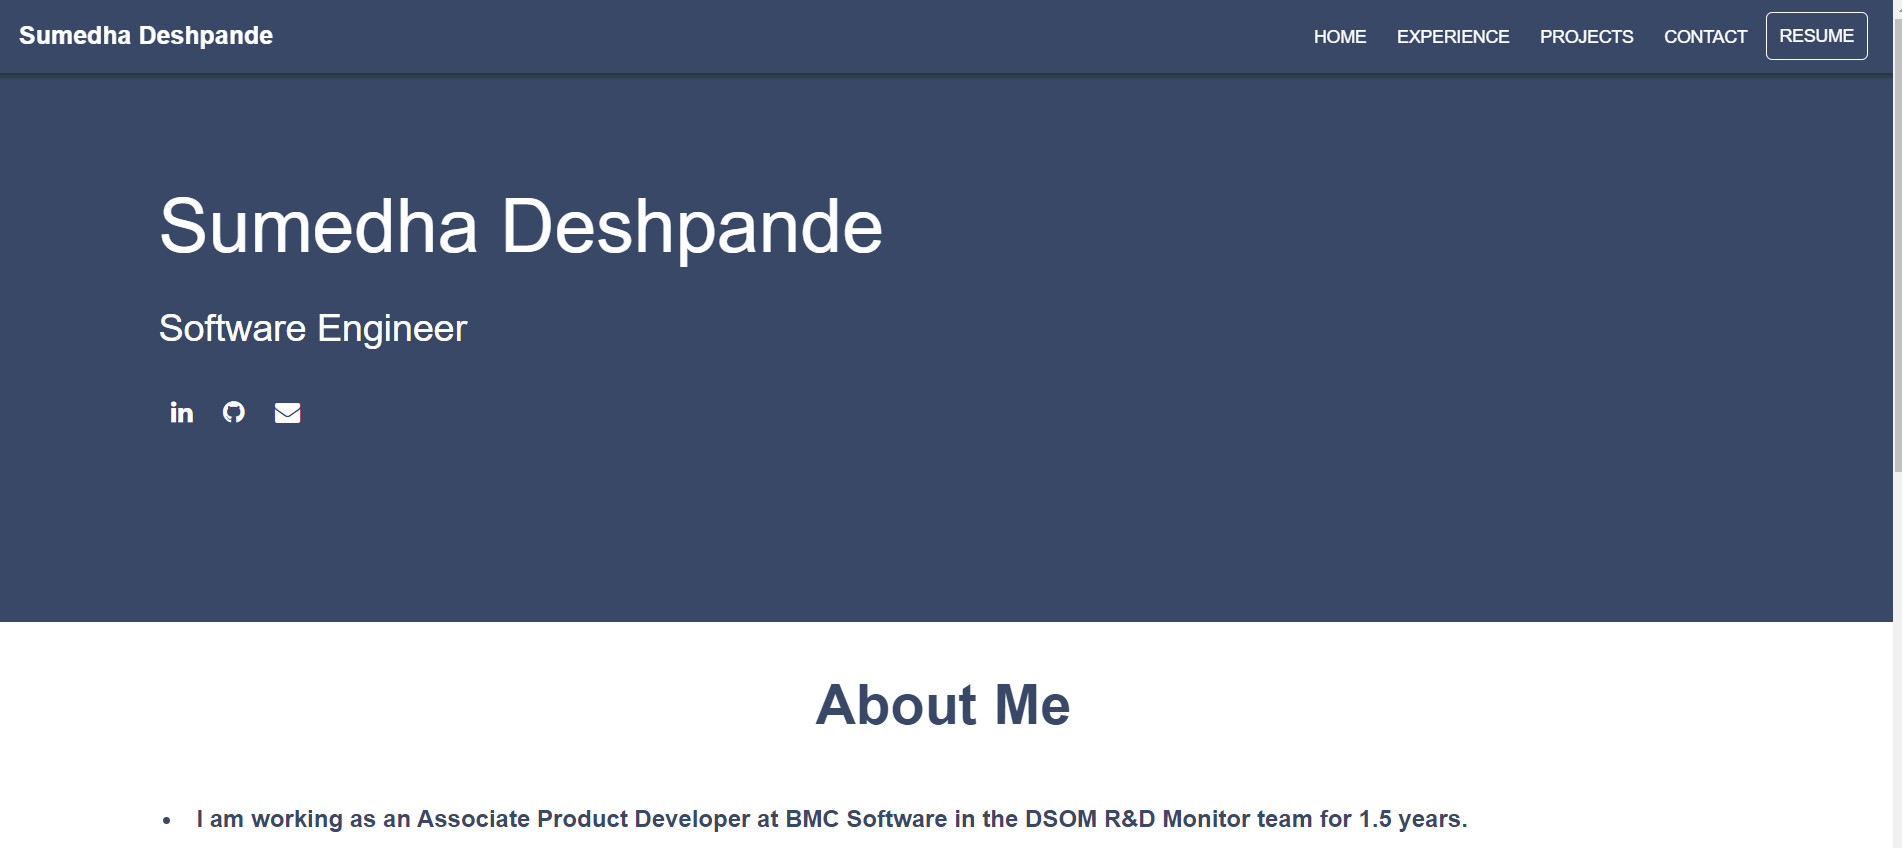 Sumedha Deshpande
HOME EXPERIENCE PROJECTS CONTACT RESUME
Sumedha Deshpande
Software Engineer
About Me
• I am working as an Associate Product Developer at BMC Software in the DSOM R&D Monitor team for 1.5 years.